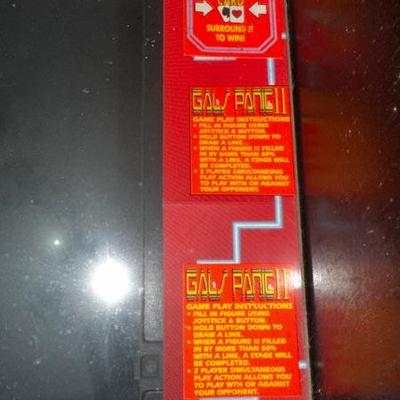 CARD
SURROUND IT
TO WIN!
GALS PANIC II
GAME PLAY INSTRUCTIONS
• FILL IN FIGURE USING
JOYSTICK & BUTTON.
• HOLD BUTTON DOWN TO
DRAW A LINE.
• WHEN A FIGURE IS FILLED
IN BY MORE THAN 80%
WITH A LINE, A STAGE WILL
BE COMPLETED.
• 2 PLAYER SIMULTANEOUS
PLAY ACTION ALLOWS YOU
TO PLAY WITH OR AGAINST
YOUR OPPONENT.
GALS PANIC II
GAME PLAY INSTRUCTIONS
• FILL IN FIGURE USING
JOYSTICK & BUTTON.
• HOLD BUTTON DOWN TO
DRAW A LINE.
• WHEN A FIGURE IS FILLED
IN BY MORE THAN 80%
WITH A LINE, A STAGE WILL
BE COMPLETED.
• 2 PLAYER SIMULTANEOUS
PLAY ACTION ALLOWS YOU
TO PLAY WITH OR AGAINST
YOUR OPPONENT.